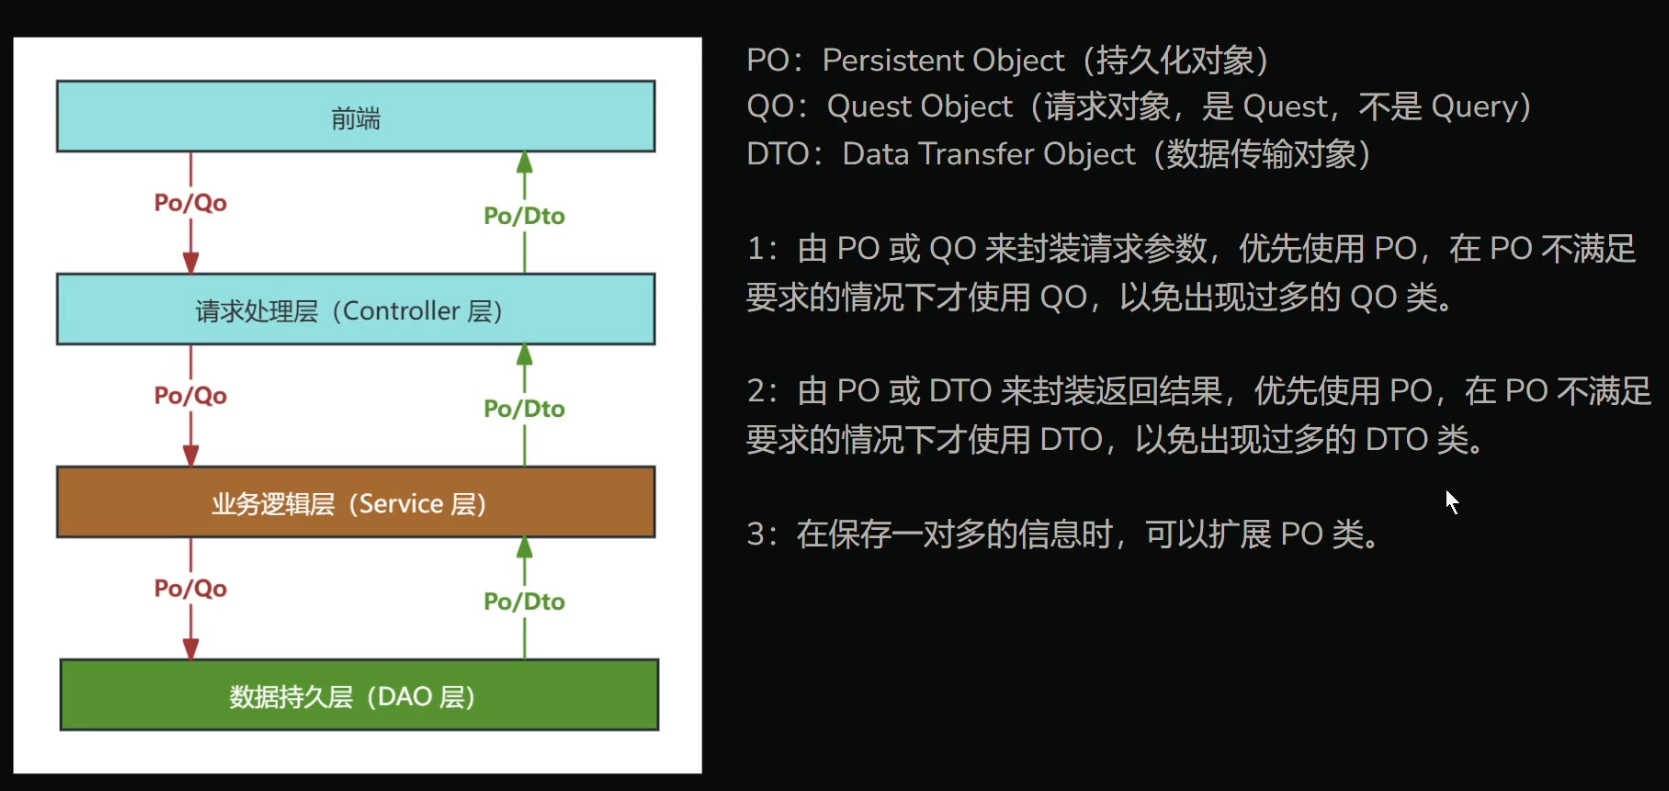 前端
Po/Qo
Po/Dto
请求处理层（Controller 层）
Po/Qo
Po/Dto
业务逻辑层（Service 层）
Po/Qo
Po/Dto
数据持久层（DAO 层）
PO：Persistent Object（持久化对象）
QO：Quest Object（请求对象，是 Quest，不是 Query）
DTO：Data Transfer Object（数据传输对象）
1：由 PO 或 QO 来封装请求参数，优先使用 PO，在 PO 不满足
要求的情况下才使用 QO，以免出现过多的 QO 类。
2：由 PO 或 DTO 来封装返回结果，优先使用 PO，在 PO 不满足
要求的情况下才使用 DTO，以免出现过多的 DTO 类。
3：在保存一对多的信息时，可以扩展 PO 类。